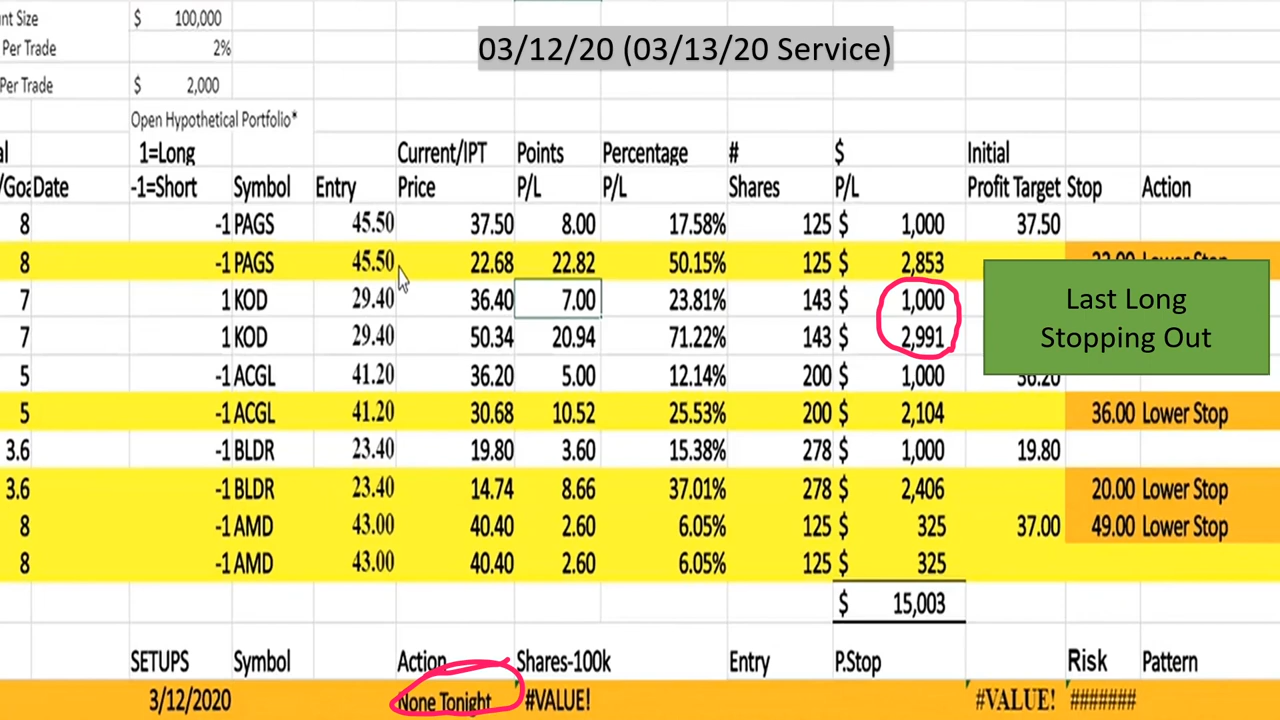 unt Size $ 100,000
03/12/20 (03/13/20 Service)
Per Trade 2%
Per Trade $ 2,000
Open Hypothetical Portfolio*
al 1=Long Current/IPT Points Percentage # $ Initial
/Goa Date -1=Short Symbol Entry Price P/L P/L Shares P/L Profit Target Stop Action
8 -1 PAGS 45.50 37.50 8.00 17.58% 125 $ 1,000 37.50
8 -1 PAGS 45.50 22.68 22.82 50.15% 125 $ 2,853 Lower Stop
7 1 KOD 29.40 36.40 7.00 23.81% 143 $ 1,000
7 1 KOD 29.40 50.34 20.94 71.22% 143 $ 2,991
Last Long
Stopping Out
5 -1 ACGL 41.20 36.20 5.00 12.14% 200 $ 1,000 36.20
5 -1 ACGL 41.20 30.68 10.52 25.53% 200 $ 2,104 36.00 Lower Stop
3.6 -1 BLDR 23.40 19.80 3.60 15.38% 278 $ 1,000 19.80
3.6 -1 BLDR 23.40 14.74 8.66 37.01% 278 $ 2,406 20.00 Lower Stop
8 -1 AMD 43.00 40.40 2.60 6.05% 125 $ 325 37.00 49.00 Lower Stop
8 -1 AMD 43.00 40.40 2.60 6.05% 125 $ 325
$ 15,003
SETUPS Symbol Action Shares-100k Entry P.Stop Risk Pattern
3/12/2020 None Tonight #VALUE! #VALUE! #######